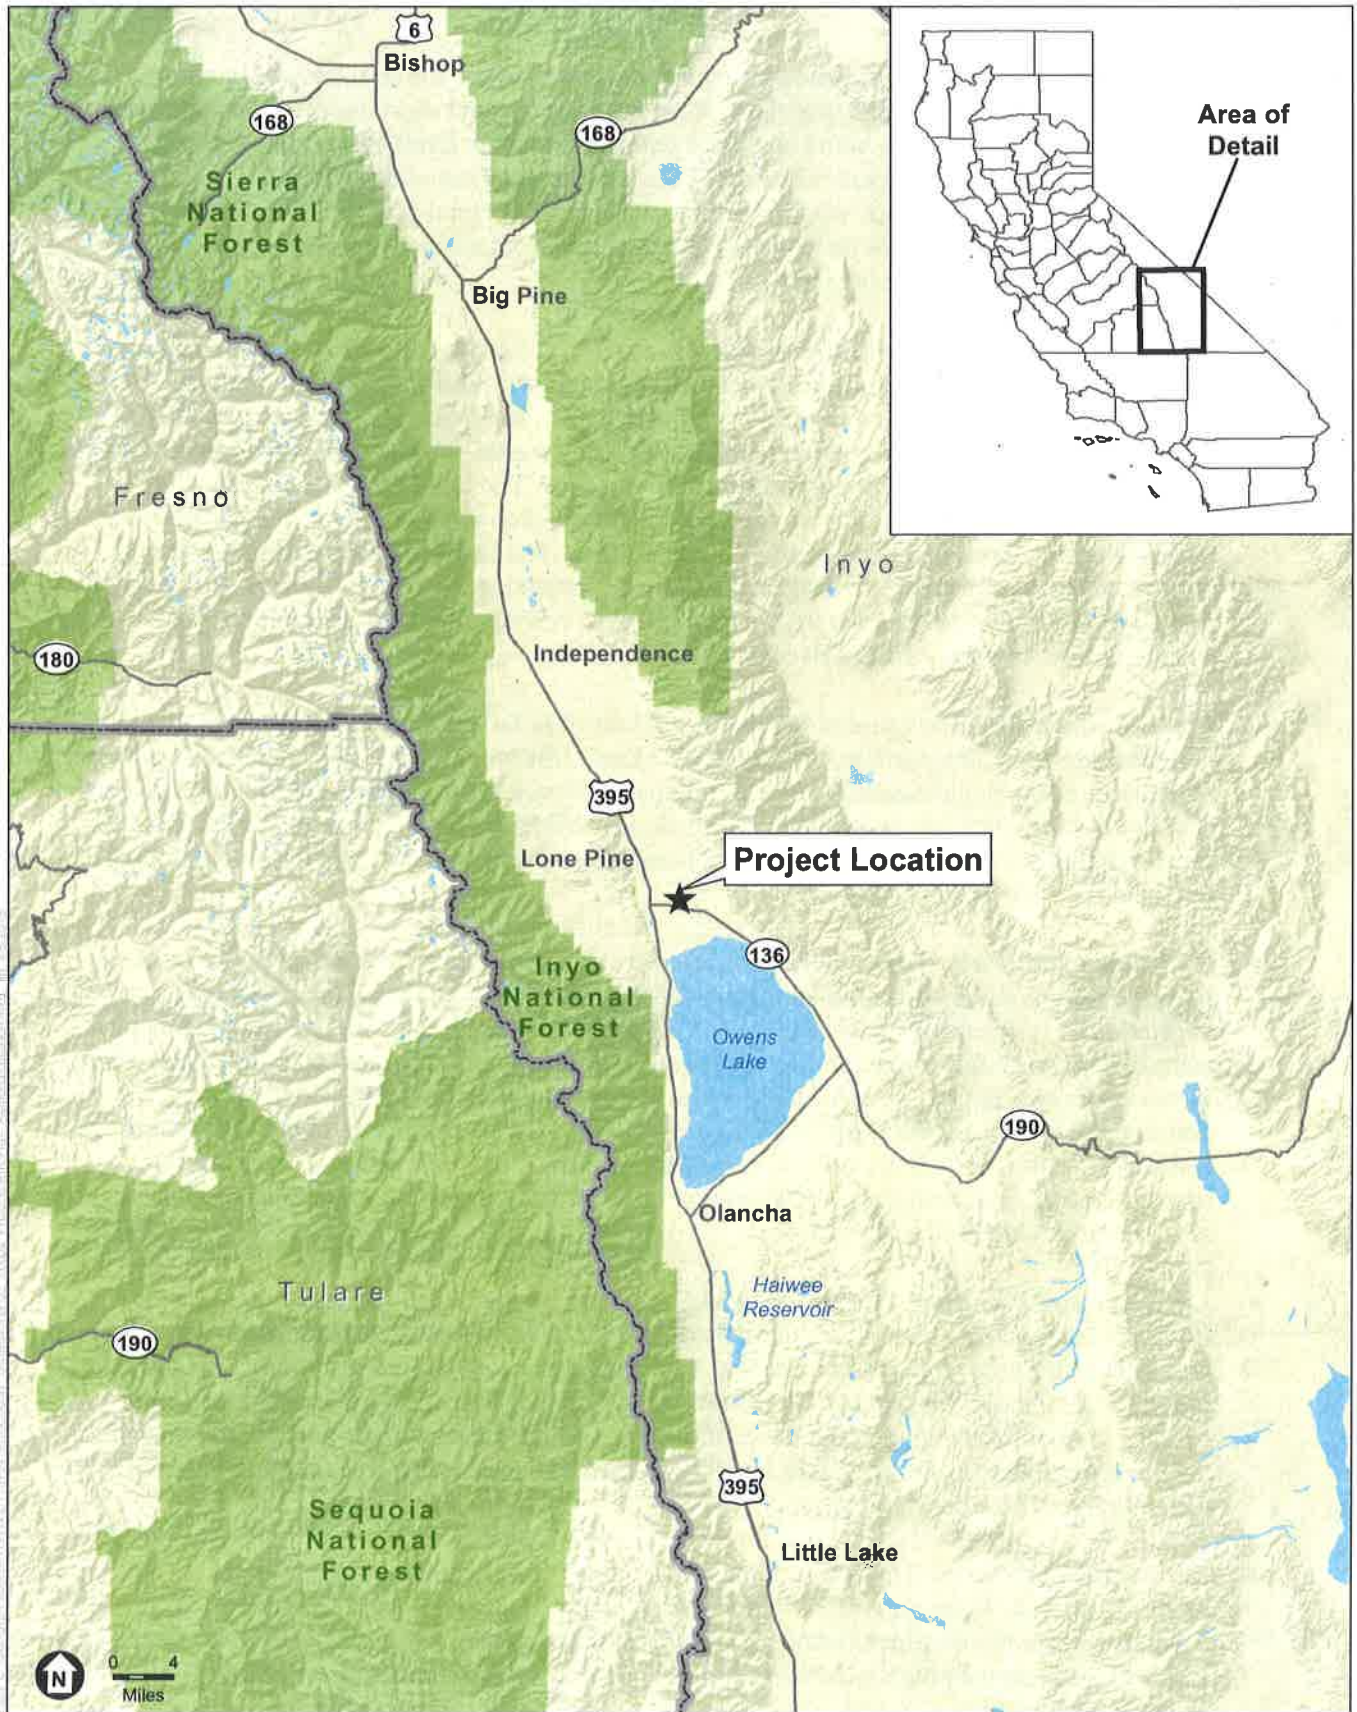 6
Bishop
168
168
Area of
Detail
Sierra
National
Forest
Big Pine
Fresno
Inyo
180
Independence
395
Lone Pine
Project Location
136
Inyo
National
Forest
Owens
Lake
190
Olancha
Haiwee
Reservoir
Tulare
190
395
Sequoia
National
Forest
Little Lake
N
0 4
Miles